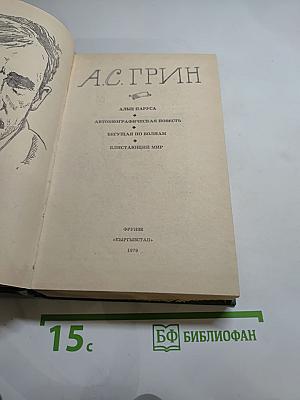 А.С. ГРИН
АЛЫЕ ПАРУСА
АВТОБИОГРАФИЧЕСКАЯ ПОВЕСТЬ
БЕГУЩАЯ ПО ВОЛНАМ
БЛИСТАЮЩИЙ МИР
ФРУНЗЕ
«КЫРГЫЗСТАН»
1979
15с
БФ БИБЛИОФАН